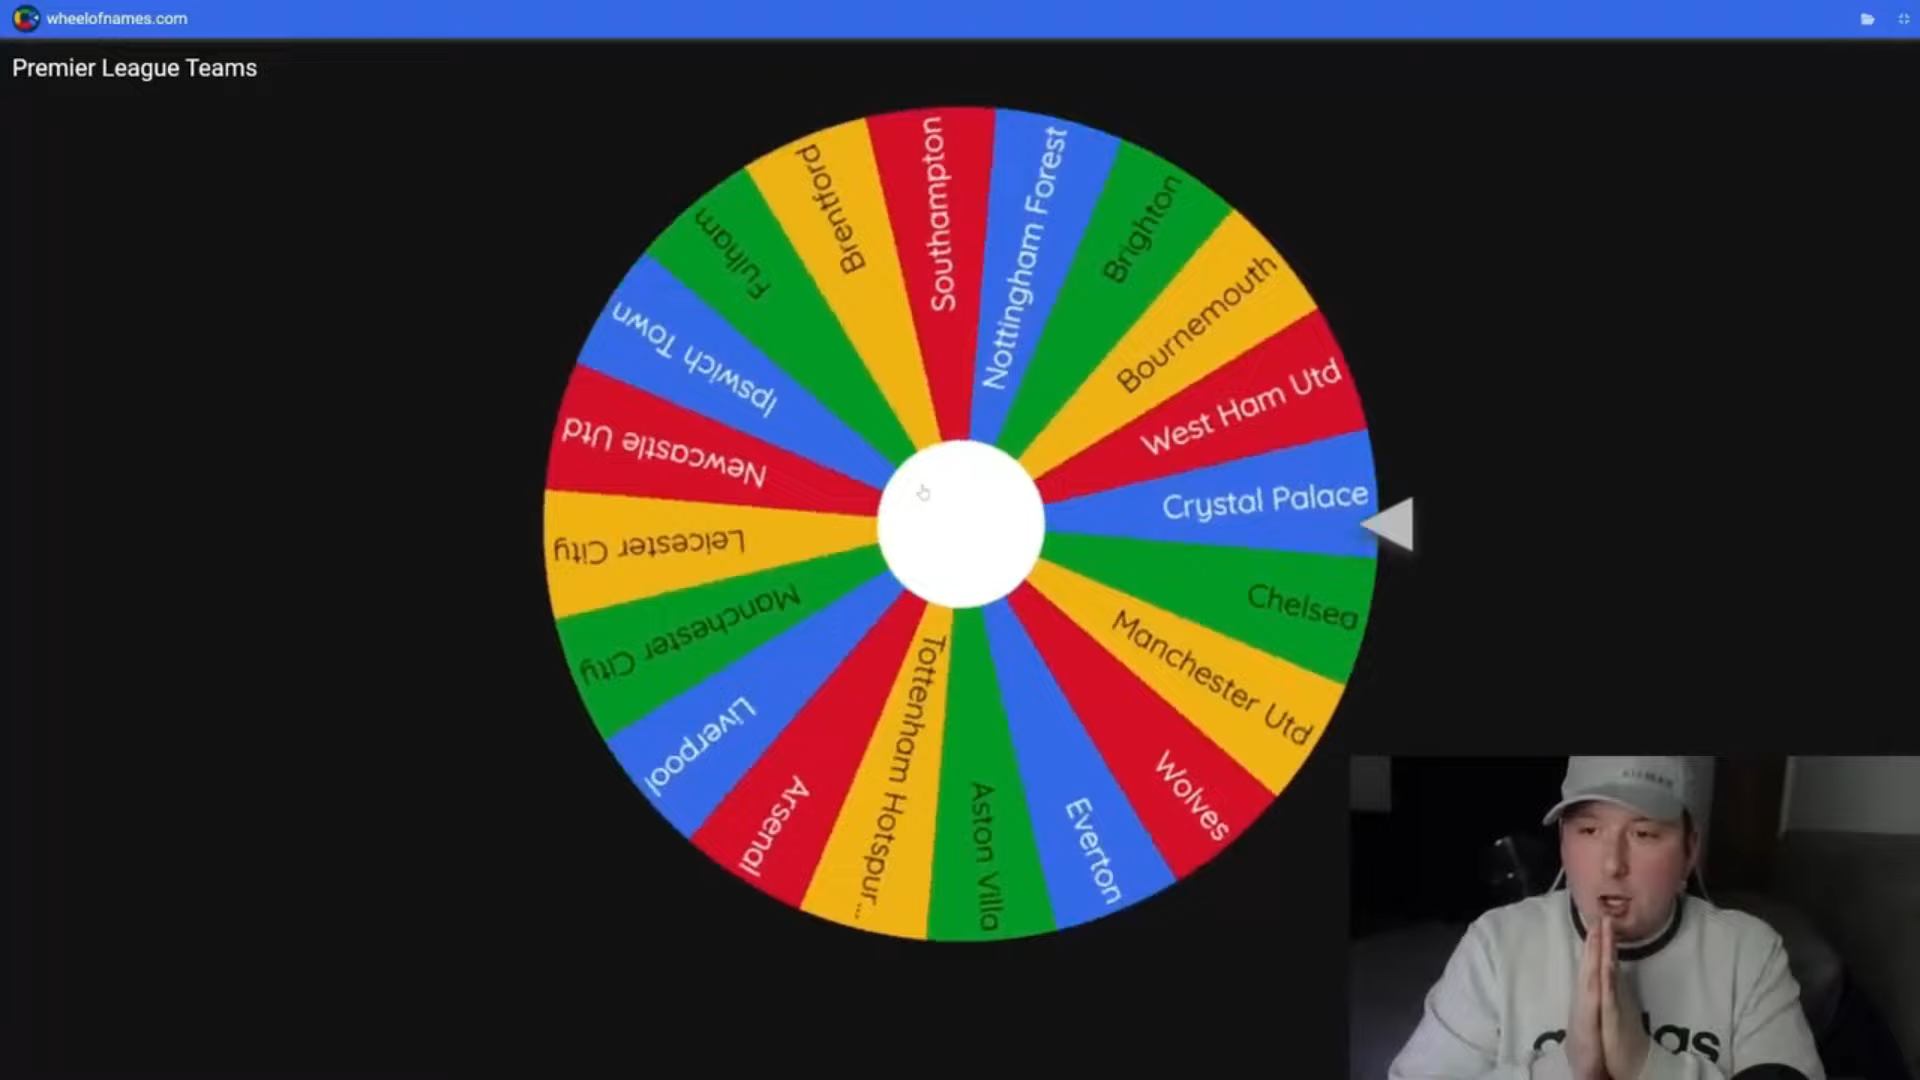 wheelofnames.com
Premier League Teams
Southampton
Nottingham Forest
Brighton
Bournemouth
West Ham Utd
Crystal Palace
Chelsea
Manchester Utd
Wolves
Everton
Aston Villa
Tottenham Hotspur...
Arsenal
Liverpool
Manchester City
Leicester City
Newcastle Utd
Ipswich Town
Fulham
Brentford